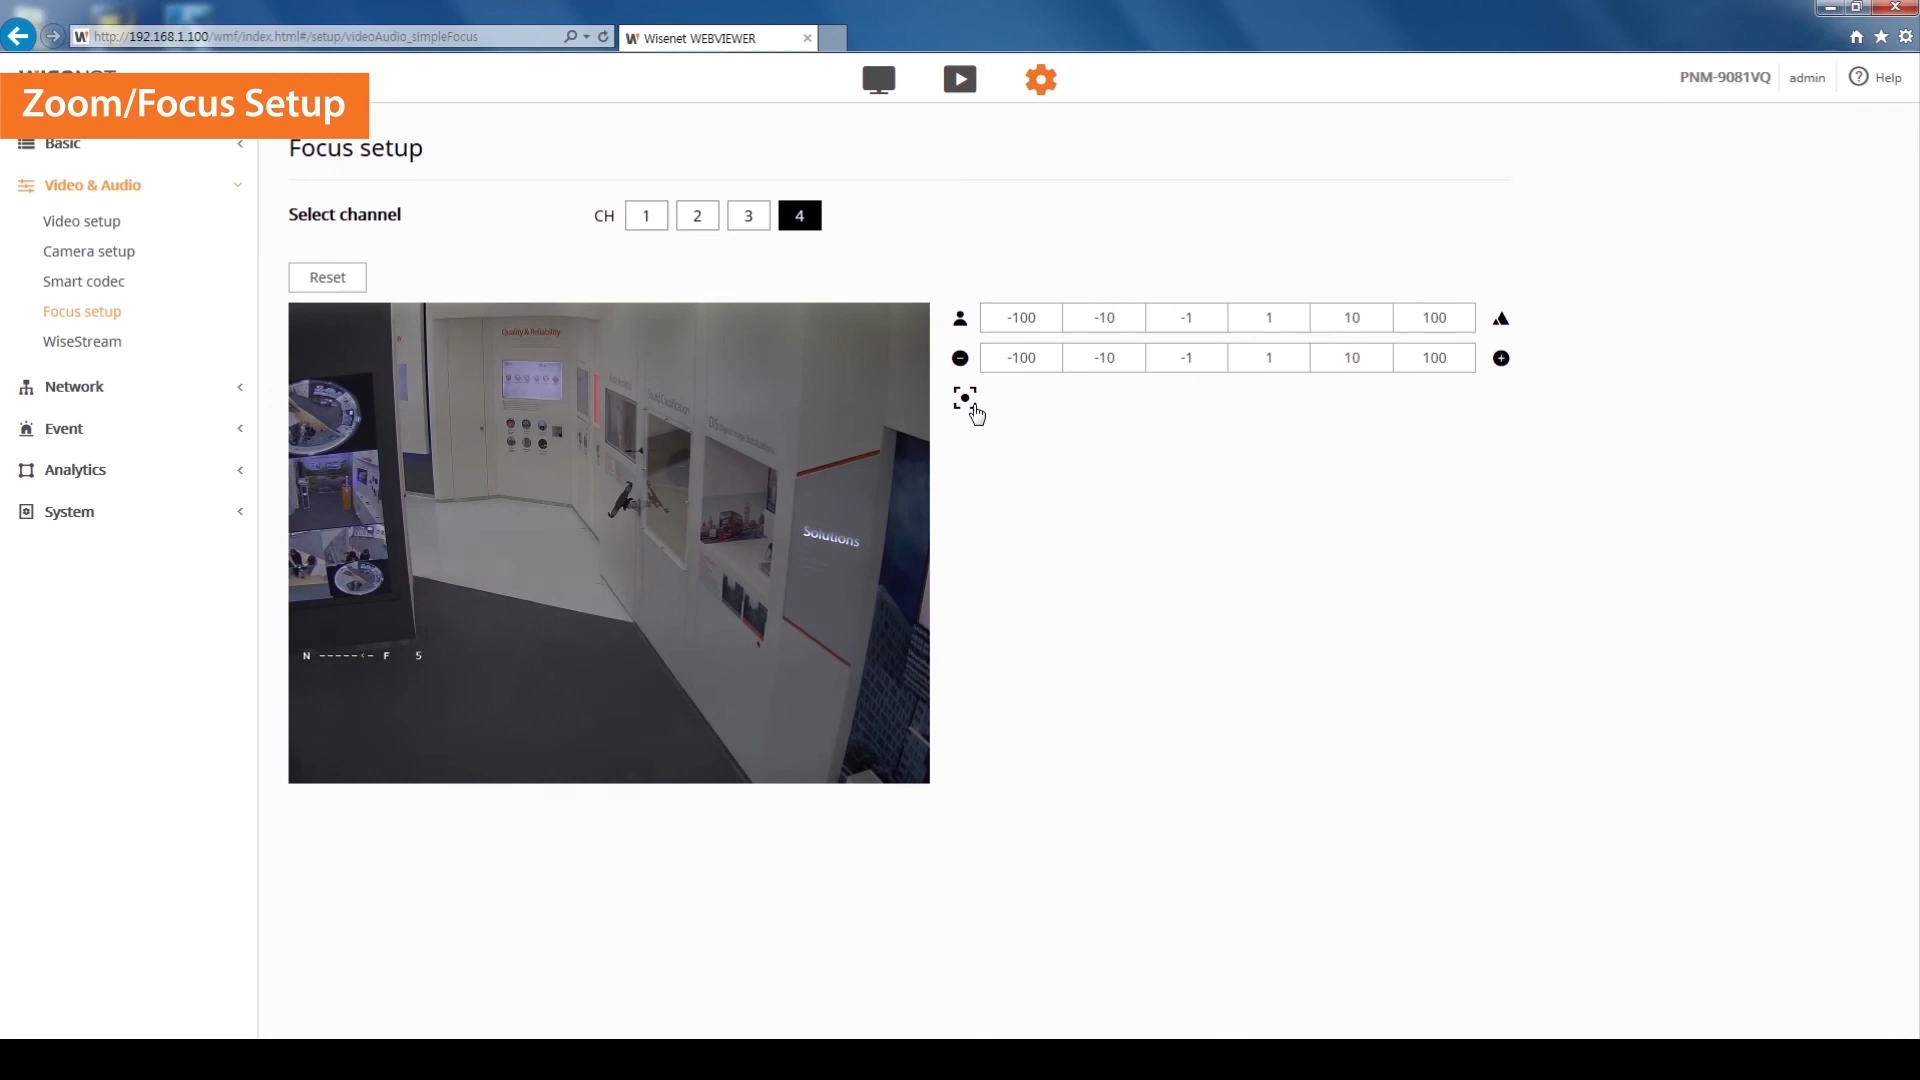 http://192.168.1.100/wmf/index.html#/setup/videoAudio_simpleFocus
Wisenet WEBVIEWER
Zoom/Focus Setup
PNM-9081VQ
admin
Help
Basic
Video & Audio
Video setup
Camera setup
Smart codec
Focus setup
WiseStream
Network
Event
Analytics
System
Focus setup
Select channel
CH 1 2 3 4
Reset
-100 -10 -1 1 10 100
-100 -10 -1 1 10 100
Quality & Reliability
Solutions
N -----<- F 5